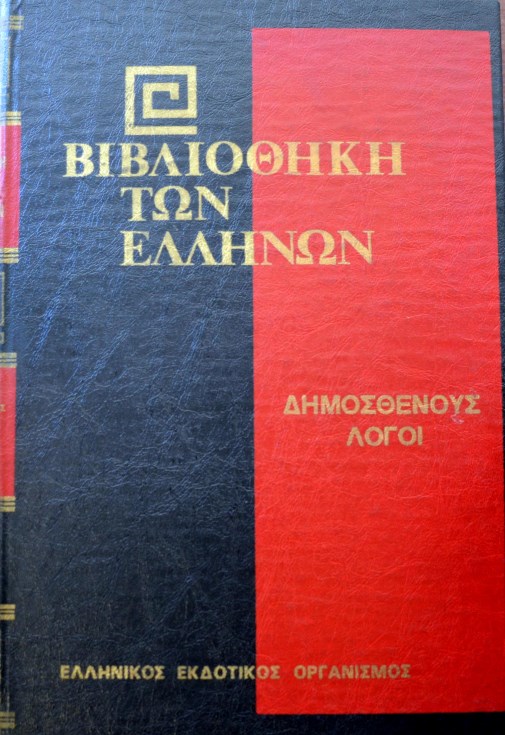 ΒΙΒΛΙΟΘΗΚΗ
ΤΩΝ
ΕΛΛΗΝΩΝ
ΔΗΜΟΣΘΕΝΟΥΣ
ΛΟΓΟΙ
ΕΛΛΗΝΙΚΟΣ ΕΚΔΟΤΙΚΟΣ ΟΡΓΑΝΙΣΜΟΣ